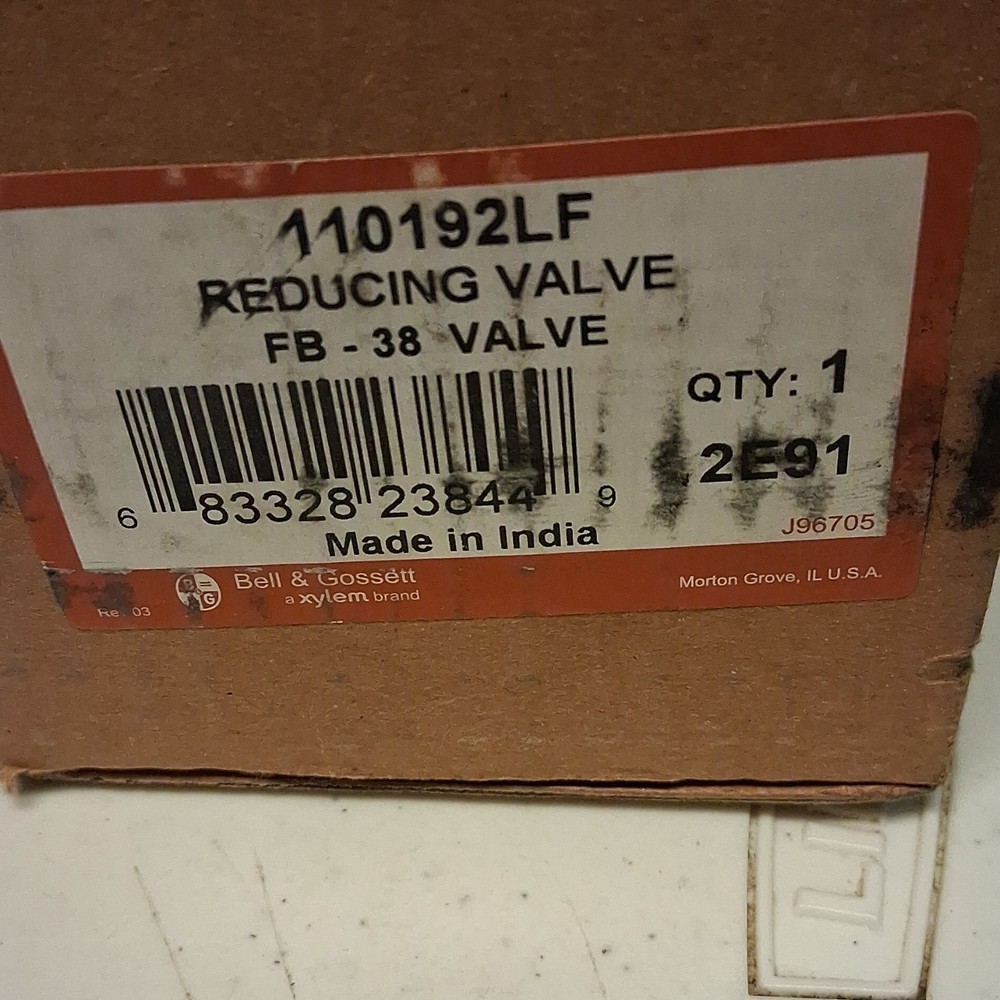 110192LF
REDUCING VALVE
FB - 38 VALVE
QTY: 1
2E91
6 83328 23844 9
Made in India
J96705
Bell & Gossett
a xylem brand
Morton Grove, IL U.S.A.
03